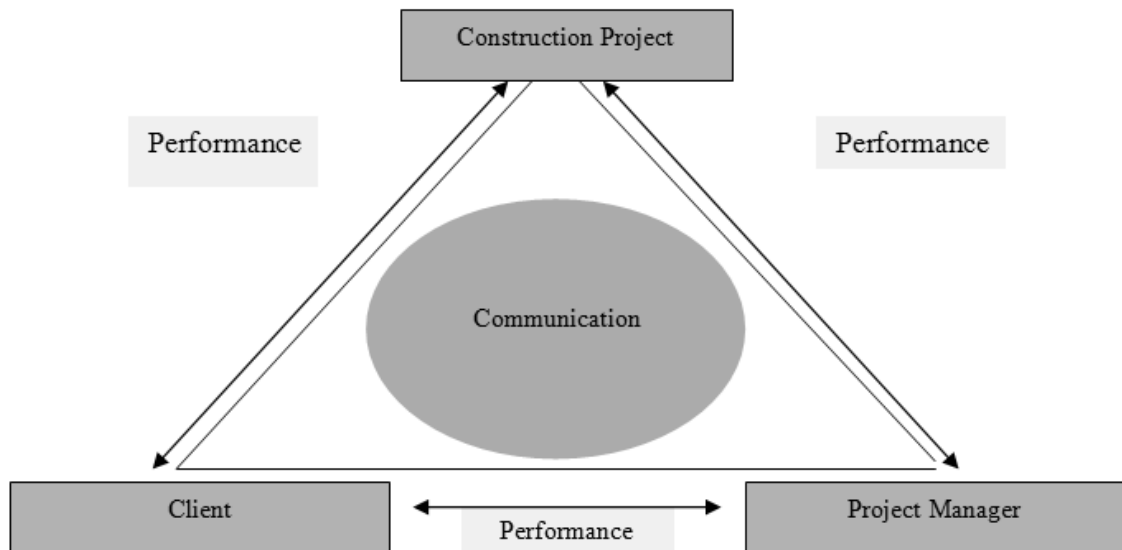 Construction Project
Performance
Performance
Communication
Client
Project Manager
Performance